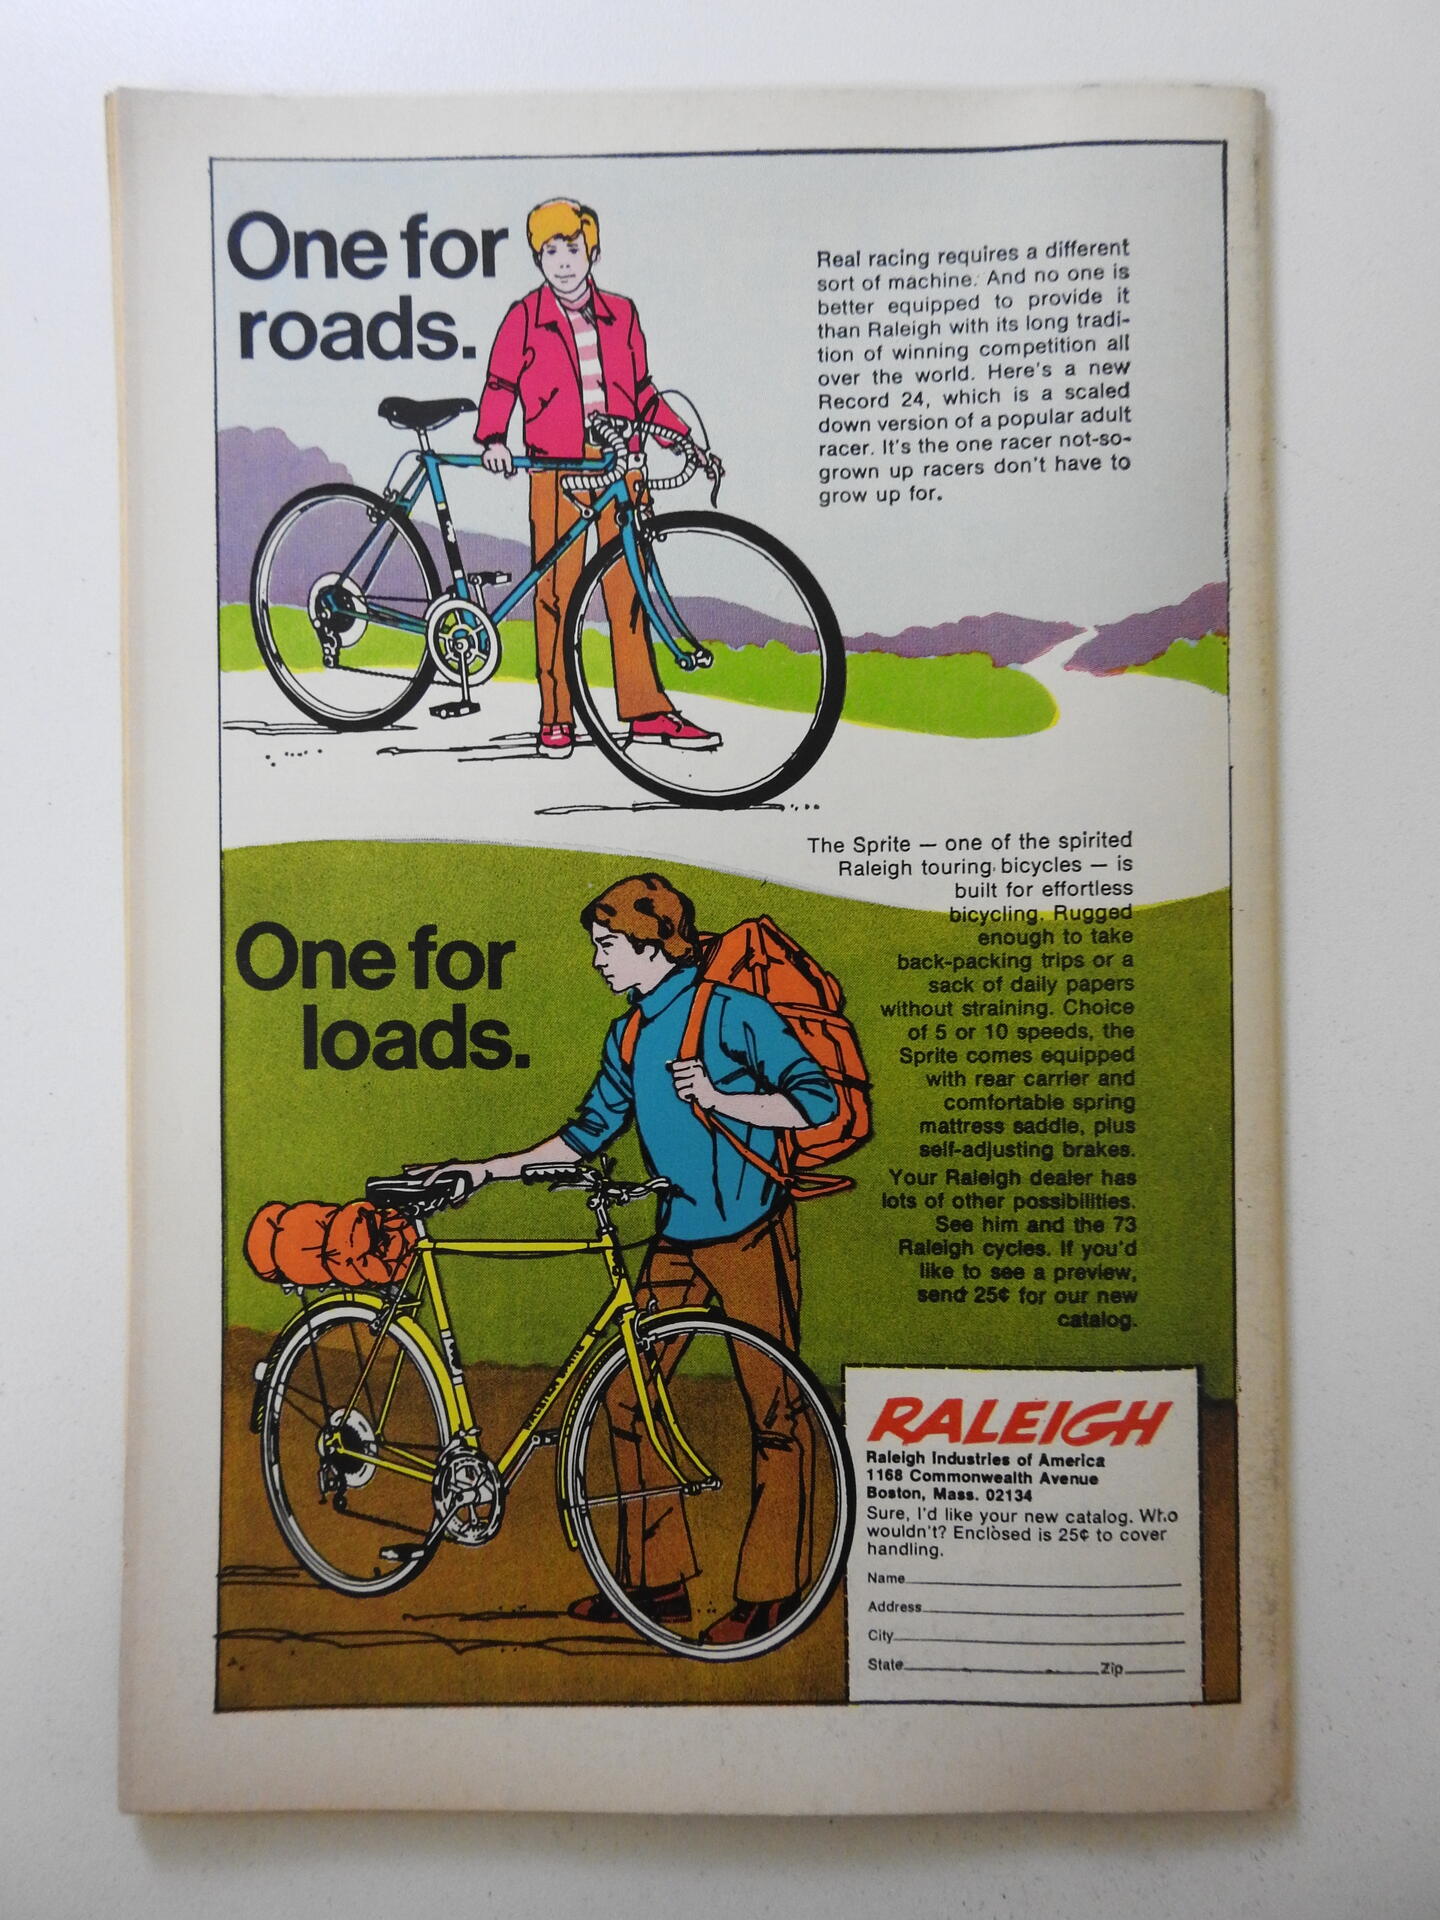 One for
roads.
Real racing requires a different
sort of machine. And no one is
better equipped to provide it
than Raleigh with its long tradi-
tion of winning competition all
over the world. Here's a new
Record 24, which is a scaled
down version of a popular adult
racer. It's the one racer not-so-
grown up racers don't have to
grow up for.
The Sprite — one of the spirited
Raleigh touring bicycles — is
built for effortless
bicycling. Rugged
enough to take
back-packing trips or a
sack of daily papers
without straining. Choice
of 5 or 10 speeds, the
Sprite comes equipped
with rear carrier and
comfortable spring
mattress saddle, plus
self-adjusting brakes.
Your Raleigh dealer has
lots of other possibilities.
See him and the 73
Raleigh cycles. If you'd
like to see a preview,
send 25¢ for our new
catalog.
One for
loads.
RALEIGH
Raleigh Industries of America
1168 Commonwealth Avenue
Boston, Mass. 02134
Sure, I'd like your new catalog. Who
wouldn't? Enclosed is 25¢ to cover
handling.
Name
Address
City
State Zip